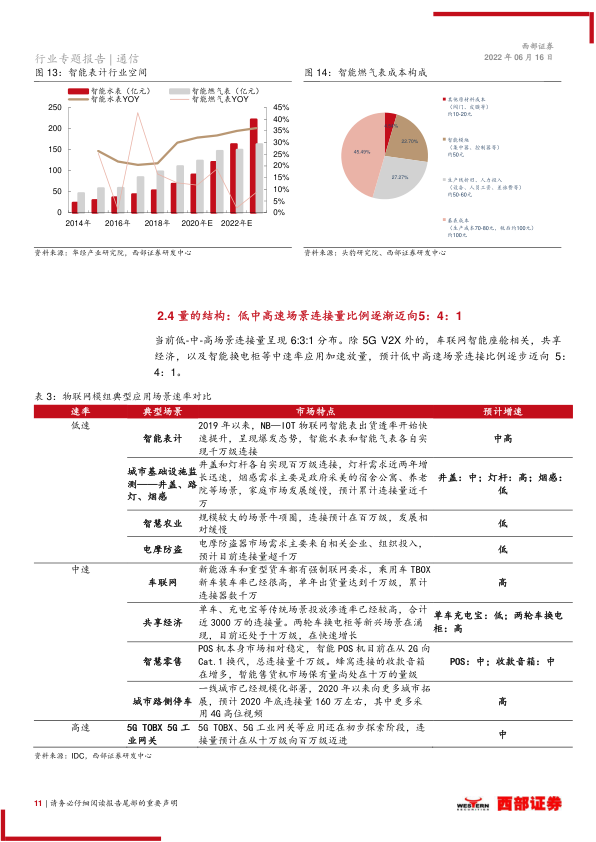 西部证券
行业专题报告 | 通信
2022 年 06 月 16 日
图 13：智能表计行业空间
图 14：智能燃气表成本构成
智能水表（亿元）
智能燃气表（亿元）
智能水表YOY
智能燃气表YOY
250
200
150
100
50
0
45%
40%
35%
30%
25%
20%
15%
10%
5%
0%
2014年
2016年
2018年
2020年E
2022年E
22.70%
27.27%
45.49%
其他原材料成本
（阀门、皮膜等）
约10-20元
智能模块
（集中器、控制器等）
约50元
生产线折旧、人力投入
（设备、人员工资、差旅费等）
约50-60元
基表成本
（生产成本70-80元，较出约100元）
约100元
资料来源：华经产业研究院，西部证券研发中心
资料来源：头豹研究院、西部证券研发中心
2.4 量的结构：低中高速场景连接量比例逐渐迈向5：4：1
当前低-中-高场景连接量呈现 6:3:1 分布。除 5G V2X 外的，车联网智能座舱相关，共享
经济，以及智能换电柜等中速率应用加速放量，预计低中高速场景连接比例逐步迈向 5：
4：1。
表 3：物联网模组典型应用场景速率对比
速率 典型场景 市场特点 预计增速
低速
智能表计
2019 年以来，NB—IOT 物联网智能表出货透率开始快
速提升，呈现爆发态势，智能水表和智能气表各自实
现千万级连接
中高
城市基础设施监
测——井盖、路
灯、烟感
井盖和灯杆各自实现百万级连接，灯杆需求近两年增
长迅速，烟感需求主要是政府采美的宿舍公寓、养老
院等场景，家庭市场发展缓慢，预计累计连接量近千
万
井盖：中；灯杆：高；烟感：
低
智慧农业
规模较大的场景牛项圈，连接预计在百万级，发展相
对缓慢
低
电摩防盗
电摩防盗器市场需求主要来自相关企业、组织投入，
预计目前连接量超千万
低
中速
车联网
新能源车和重型货车都有强制联网要求，乘用车 TBOX
新车装车率已经很高，单年出货量达到千万级，累计
连接器数千万
高
共享经济
单车、充电宝等传统场景投放渗透率已经较高，合计
近 3000 万的连接量。两轮车换电柜等新兴场景在涌
现，目前还处于十万级，在快速增长
单车充电宝：低；两轮车换电
柜：高
智慧零售
POS 机本身市场相对稳定，智能 POS 机目前在从 2G 向
Cat.1 换代，总连接量千万级。蜂窝连接的收款音箱
在增多，智能售货机市场保有量尚处在十万的量级
POS：中；收款音箱：中
城市路侧停车
一线城市已经规模化部署，2020 年以来向更多城市拓
展，预计 2020 年底连接量 160 万左右，其中更多采
用 4G 高位视频
高
高速
5G TOBX 5G 工
业网关
5G TOBX、5G 工业网关等应用还在初步探索阶段，连
接量预计在从十万级向百万级迈进
中
资料来源：IDC，西部证券研发中心
11 | 请务必仔细阅读报告尾部的重要声明
WESTERN
SECURITIES
西部证券